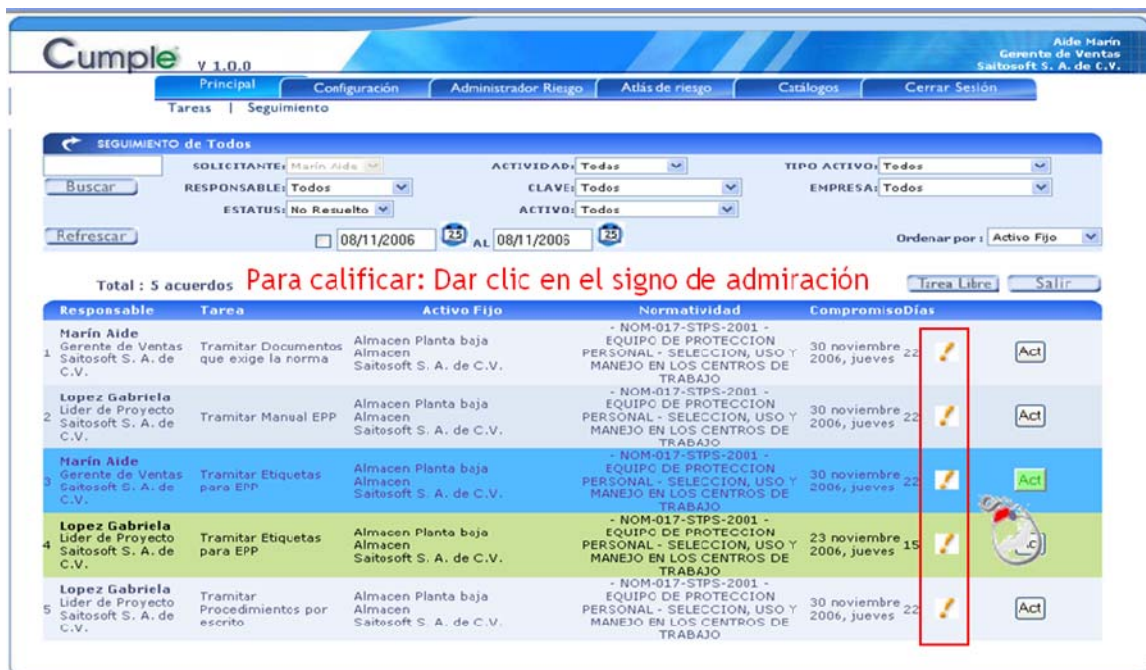 Cumple V 1.0.0
Aide Marín
Gerente de Ventas
Saitosoft S. A. de C.V.
Principal Configuración Administrador Riesgo Atlás de riesgo Catálogos Cerrar Sesión
Tareas | Seguimiento
SEGUIMIENTO de Todos
SOLICITANTE: Marín Aide ACTIVIDAD: Todas TIPO ACTIVO: Todos
Buscar RESPONSABLE: Todos CLAVE: Todos EMPRESA: Todos
ESTATUS: No Resuelto ACTIVO: Todos
Refrescar 08/11/2006 25 AL 08/11/2006 25 Ordenar por : Activo Fijo
Total : 5 acuerdos Para calificar: Dar clic en el signo de admiración Tarea Libre Salir
Responsable Tarea Activo Fijo Normatividad CompromisoDías
1
Marín Aide
Gerente de Ventas
Saitosoft S. A. de
C.V.
Tramitar Documentos
que exige la norma
Almacen Planta baja
Almacen
Saitosoft S. A. de C.V.
- NOM-017-STPS-2001 -
EQUIPO DE PROTECCION
PERSONAL - SELECCION, USO Y
MANEJO EN LOS CENTROS DE
TRABAJO
30 noviembre
2006, jueves
22
! Act
2
Lopez Gabriela
Lider de Proyecto
Saitosoft S. A. de
C.V.
Tramitar Manual EPP
Almacen Planta baja
Almacen
Saitosoft S. A. de C.V.
- NOM-017-STPS-2001 -
EQUIPO DE PROTECCION
PERSONAL - SELECCION, USO Y
MANEJO EN LOS CENTROS DE
TRABAJO
30 noviembre
2006, jueves
22
! Act
3
Marín Aide
Gerente de Ventas
Saitosoft S. A. de
C.V.
Tramitar Etiquetas
para EPP
Almacen Planta baja
Almacen
Saitosoft S. A. de C.V.
- NOM-017-STPS-2001 -
EQUIPO DE PROTECCION
PERSONAL - SELECCION, USO Y
MANEJO EN LOS CENTROS DE
TRABAJO
30 noviembre
2006, jueves
22
! Act
4
Lopez Gabriela
Lider de Proyecto
Saitosoft S. A. de
C.V.
Tramitar Etiquetas
para EPP
Almacen Planta baja
Almacen
Saitosoft S. A. de C.V.
- NOM-017-STPS-2001 -
EQUIPO DE PROTECCION
PERSONAL - SELECCION, USO Y
MANEJO EN LOS CENTROS DE
TRABAJO
23 noviembre
2006, jueves
15
!
5
Lopez Gabriela
Lider de Proyecto
Saitosoft S. A. de
C.V.
Tramitar
Procedimientos por
escrito
Almacen Planta baja
Almacen
Saitosoft S. A. de C.V.
- NOM-017-STPS-2001 -
EQUIPO DE PROTECCION
PERSONAL - SELECCION, USO Y
MANEJO EN LOS CENTROS DE
TRABAJO
30 noviembre
2006, jueves
22
! Act